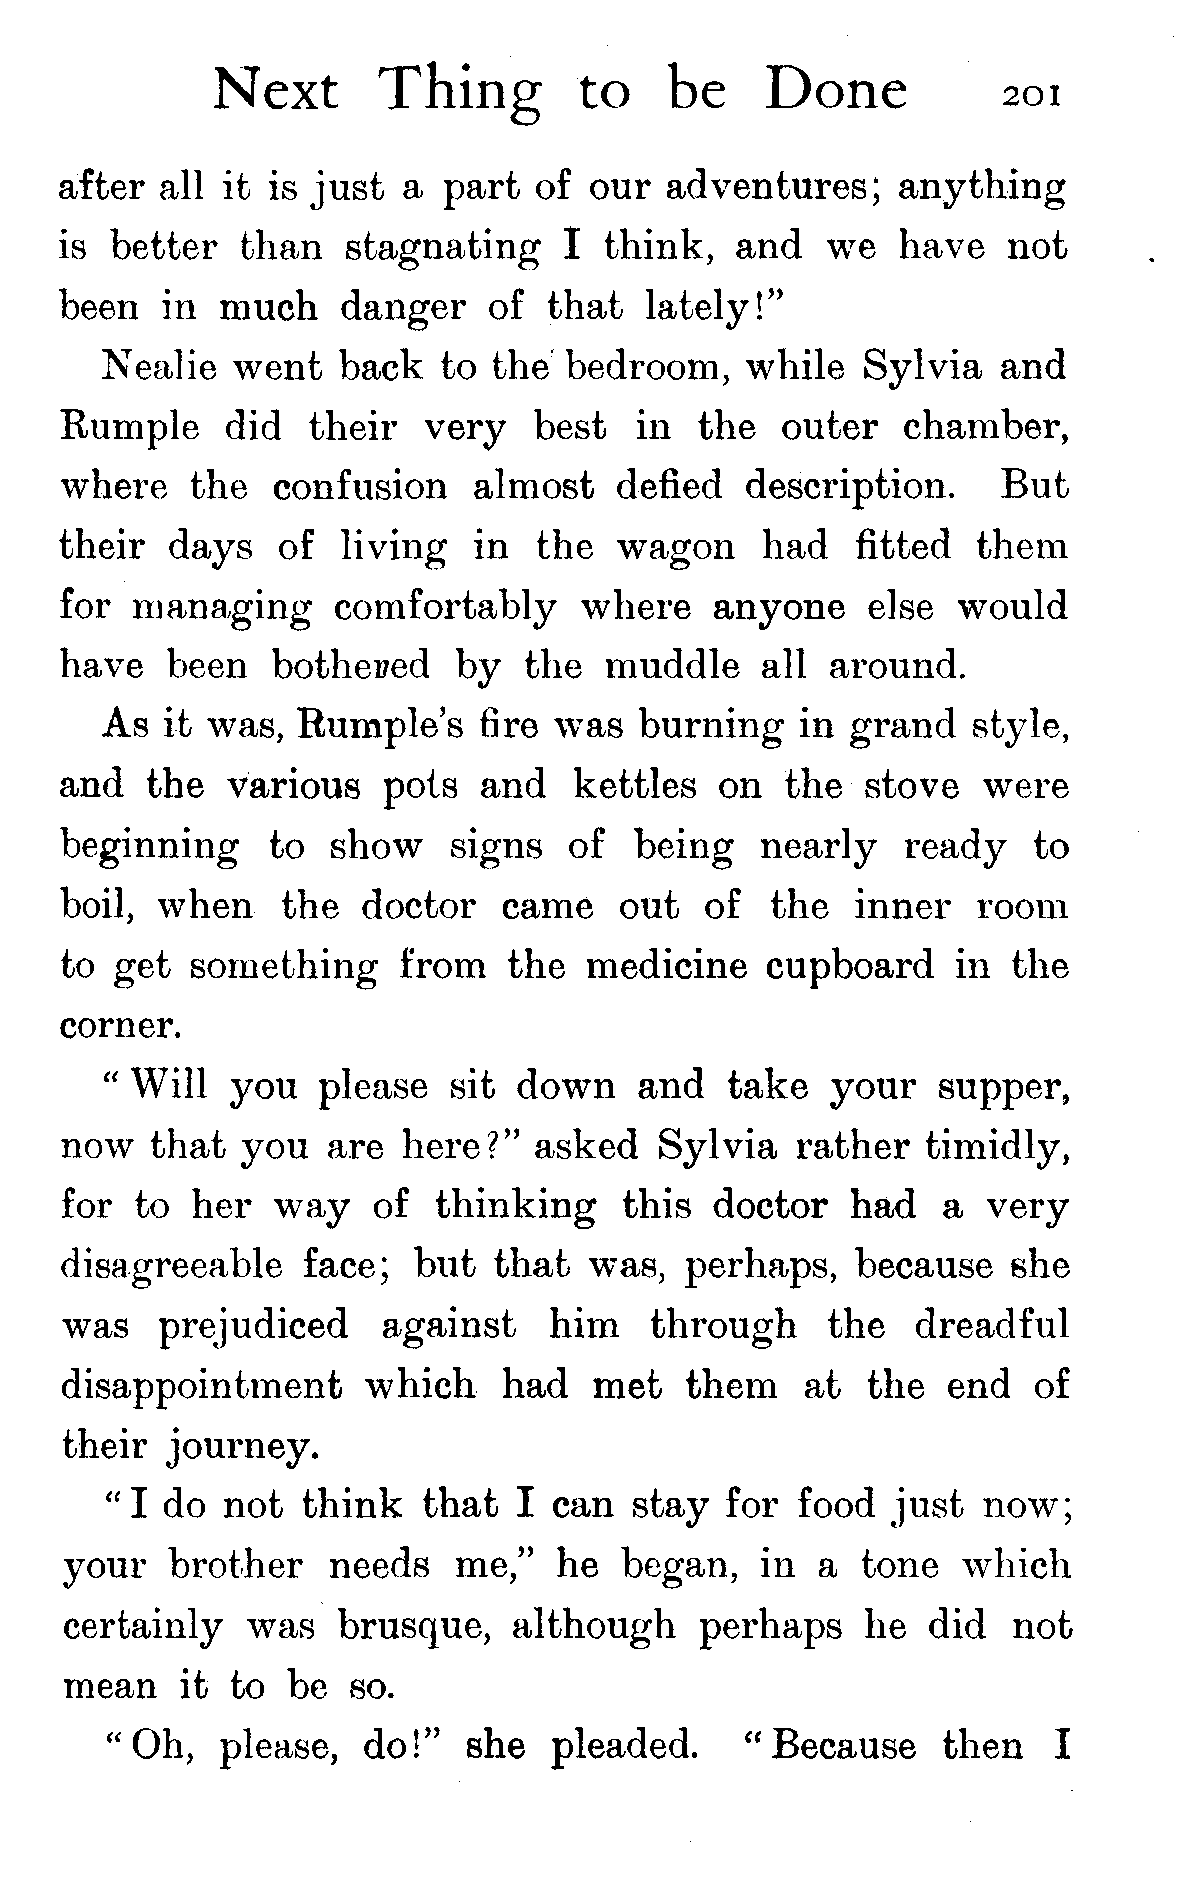 Next Thing to be Done 201
after all it is just a part of our adventures; anything
is better than stagnating I think, and we have not
been in much danger of that lately!”
Nealie went back to the bedroom, while Sylvia and
Rumple did their very best in the outer chamber,
where the confusion almost defied description. But
their days of living in the wagon had fitted them
for managing comfortably where anyone else would
have been bothered by the muddle all around.
As it was, Rumple’s fire was burning in grand style,
and the various pots and kettles on the stove were
beginning to show signs of being nearly ready to
boil, when the doctor came out of the inner room
to get something from the medicine cupboard in the
corner.
“Will you please sit down and take your supper,
now that you are here?” asked Sylvia rather timidly,
for to her way of thinking this doctor had a very
disagreeable face; but that was, perhaps, because she
was prejudiced against him through the dreadful
disappointment which had met them at the end of
their journey.
“I do not think that I can stay for food just now;
your brother needs me,” he began, in a tone which
certainly was brusque, although perhaps he did not
mean it to be so.
“Oh, please, do!” she pleaded. “Because then I